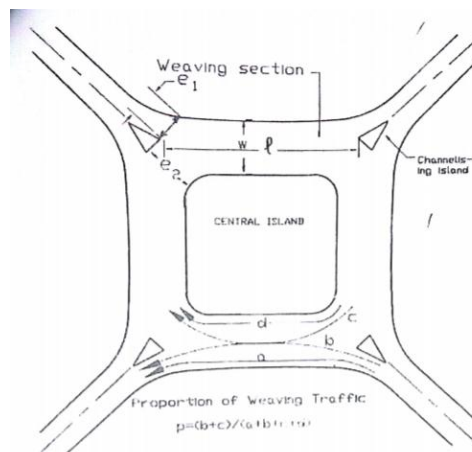 Weaving section
e1
w
ℓ
e2
Channelis-
ing Island
CENTRAL ISLAND
d
c
b
a
Proportion of Weaving Traffic
p=(b+c)/(a+b+c+d)